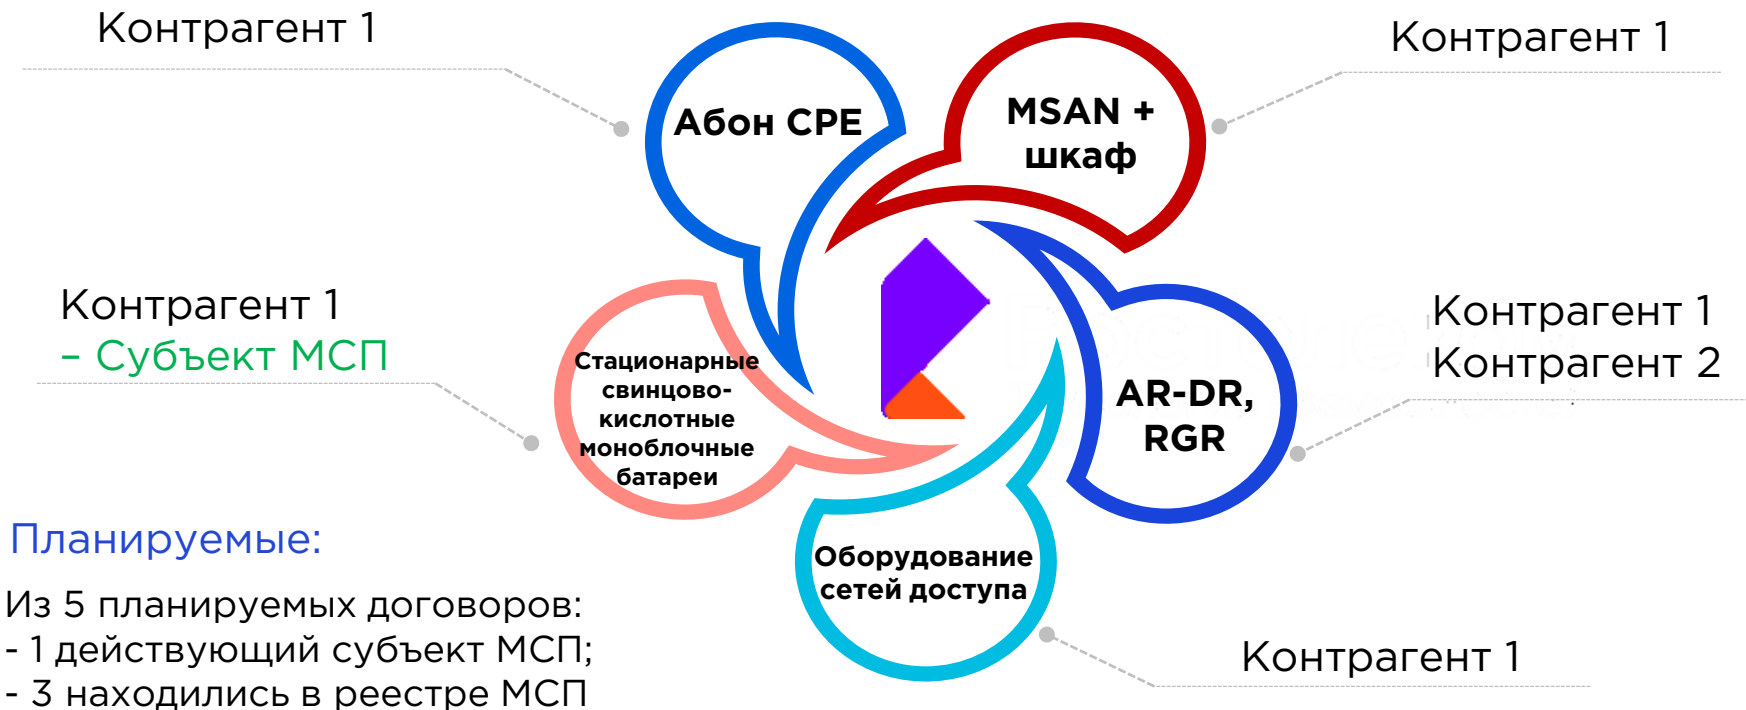 Контрагент 1
Контрагент 1
Абон CPE
MSAN +
шкаф
Контрагент 1
– Субъект МСП
Стационарные
свинцово-
кислотные
моноблочные
батареи
AR-DR,
RGR
Контрагент 1
Контрагент 2
Оборудование
сетей доступа
Контрагент 1
Планируемые:
Из 5 планируемых договоров:
- 1 действующий субъект МСП;
- 3 находились в реестре МСП